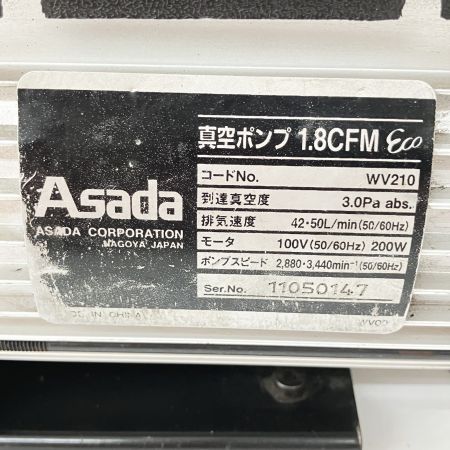 真空ポンプ 1.8CFM Eco
コードNo. WV210
到達真空度 3.0Pa abs.
排気速度 42・50L/min(50/60Hz)
モータ 100V(50/60Hz) 200W
ポンプスピード 2,880・3,440min⁻¹(50/60Hz)
Ser.No. 11050147
Asada
ASADA CORPORATION
NAGOYA JAPAN
IN CHINA